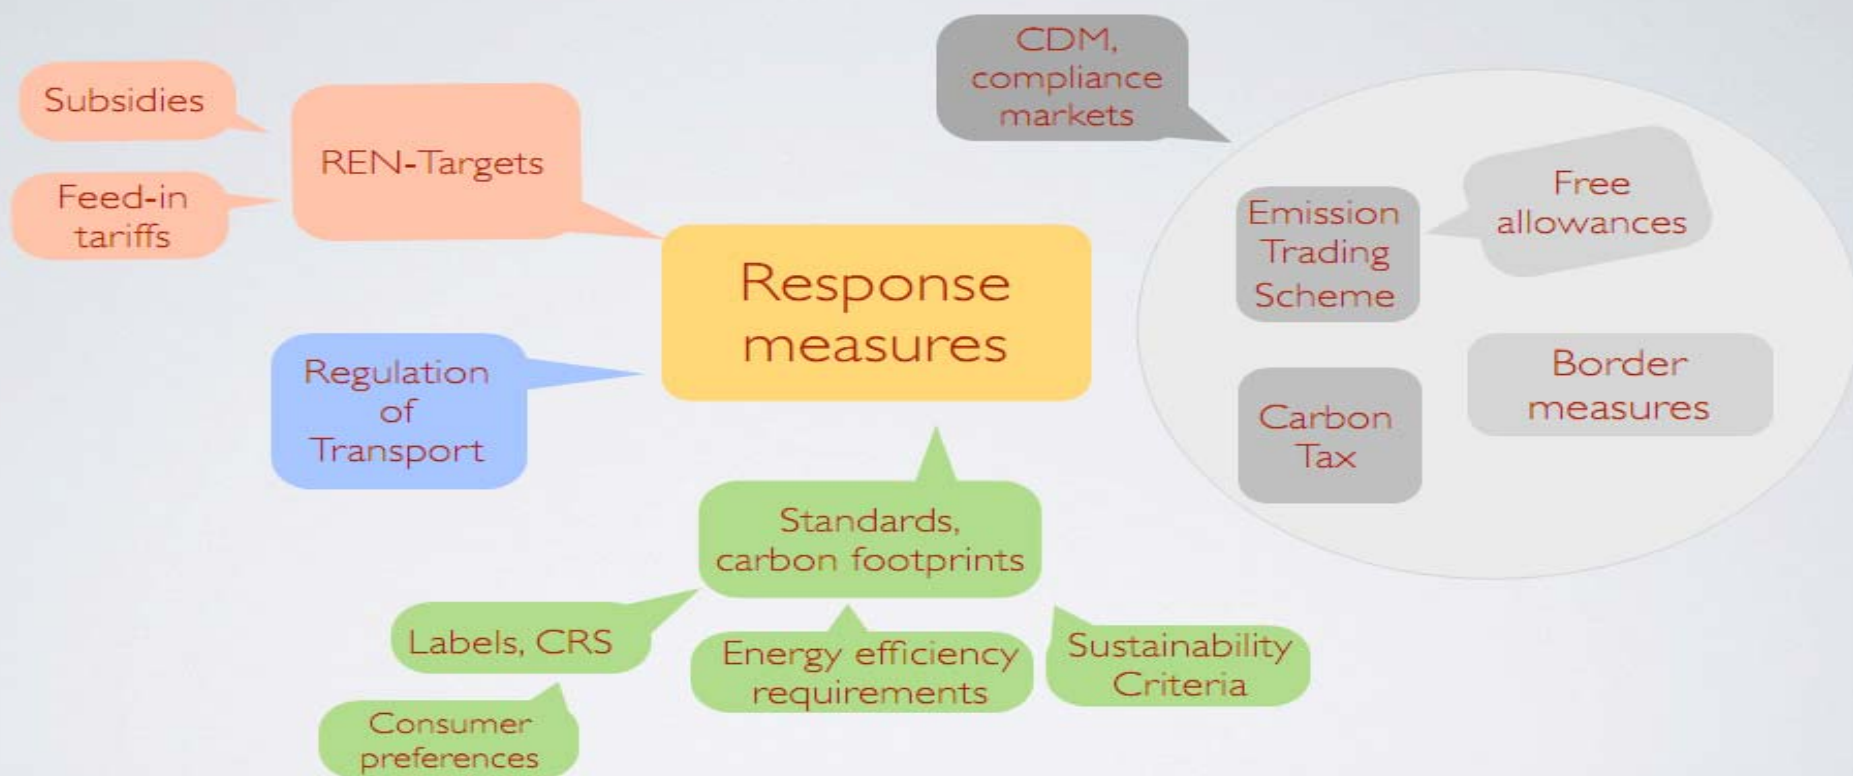 Subsidies
Feed-in
tariffs
REN-Targets
Regulation
of
Transport
Response
measures
CDM,
compliance
markets
Emission
Trading
Scheme
Free
allowances
Carbon
Tax
Border
measures
Standards,
carbon footprints
Labels, CRS
Consumer
preferences
Energy efficiency
requirements
Sustainability
Criteria